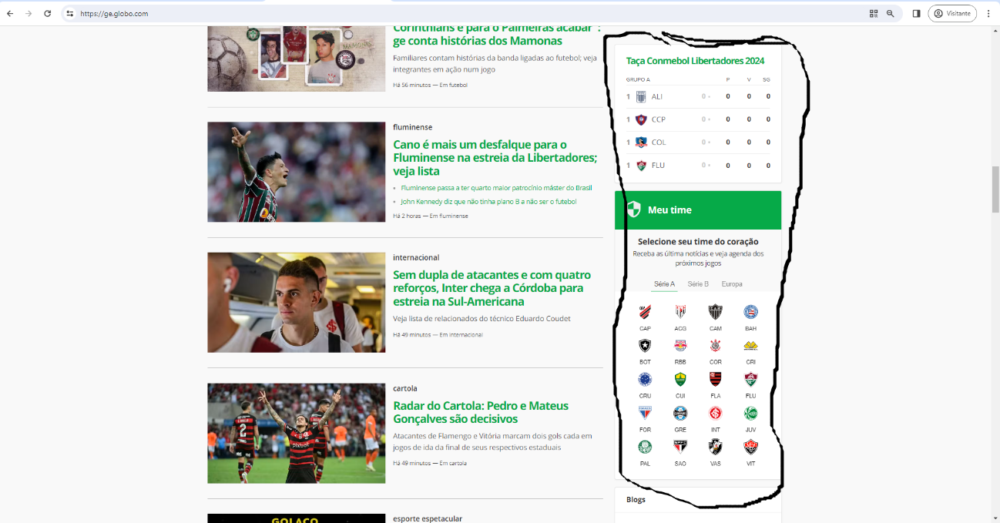 https://ge.globo.com
Visitante
Corinthians e para o Palmeiras acabar":
ge conta histórias dos Mamonas
Familiares contam histórias da banda ligadas ao futebol; veja
integrantes em ação num jogo
Há 56 minutos — Em futebol
fluminense
Cano é mais um desfalque para o
Fluminense na estreia da Libertadores;
veja lista
Fluminense passa a ter quarto maior patrocínio máster do Brasil
John Kennedy diz que não tinha plano B a não ser o futebol
Há 2 horas — Em fluminense
internacional
Sem dupla de atacantes e com quatro
reforços, Inter chega a Córdoba para
estreia na Sul-Americana
Veja lista de relacionados do técnico Eduardo Coudet
Há 49 minutos — Em internacional
cartola
Radar do Cartola: Pedro e Mateus
Gonçalves são decisivos
Atacantes de Flamengo e Vitória marcam dois gols cada em
jogos de ida da final de seus respectivos estaduais
Há 49 minutos — Em cartola
GOLAÇO
esporte espetacular
Taça Conmebol Libertadores 2024
GRUPO A P V SG
1 ALI 0 0 0 0
1 CCP 0 0 0 0
1 COL 0 0 0 0
1 FLU 0 0 0 0
Meu time
Selecione seu time do coração
Receba as última notícias e veja agenda dos
próximos jogos
Série A Série B Europa
CAP ACG CAM BAH
BOT RBB COR CRI
CRU CUI FLA FLU
FOR GRE INT JUV
PAL SAO VAS VIT
Blogs